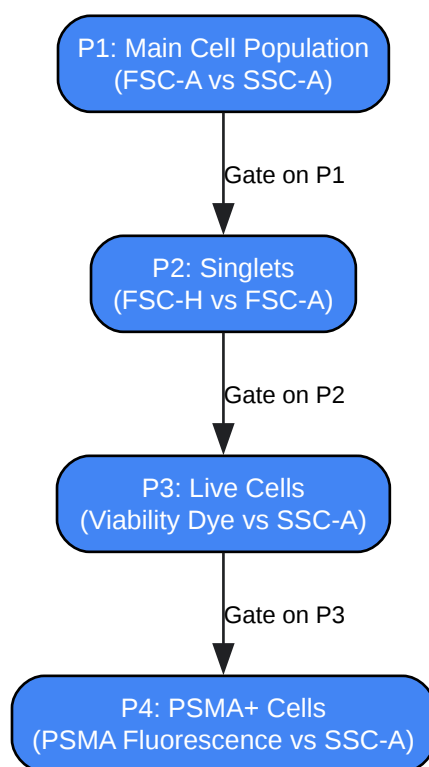 P1: Main Cell Population
(FSC-A vs SSC-A)
Gate on P1
P2: Singlets
(FSC-H vs FSC-A)
Gate on P2
P3: Live Cells
(Viability Dye vs SSC-A)
Gate on P3
P4: PSMA+ Cells
(PSMA Fluorescence vs SSC-A)